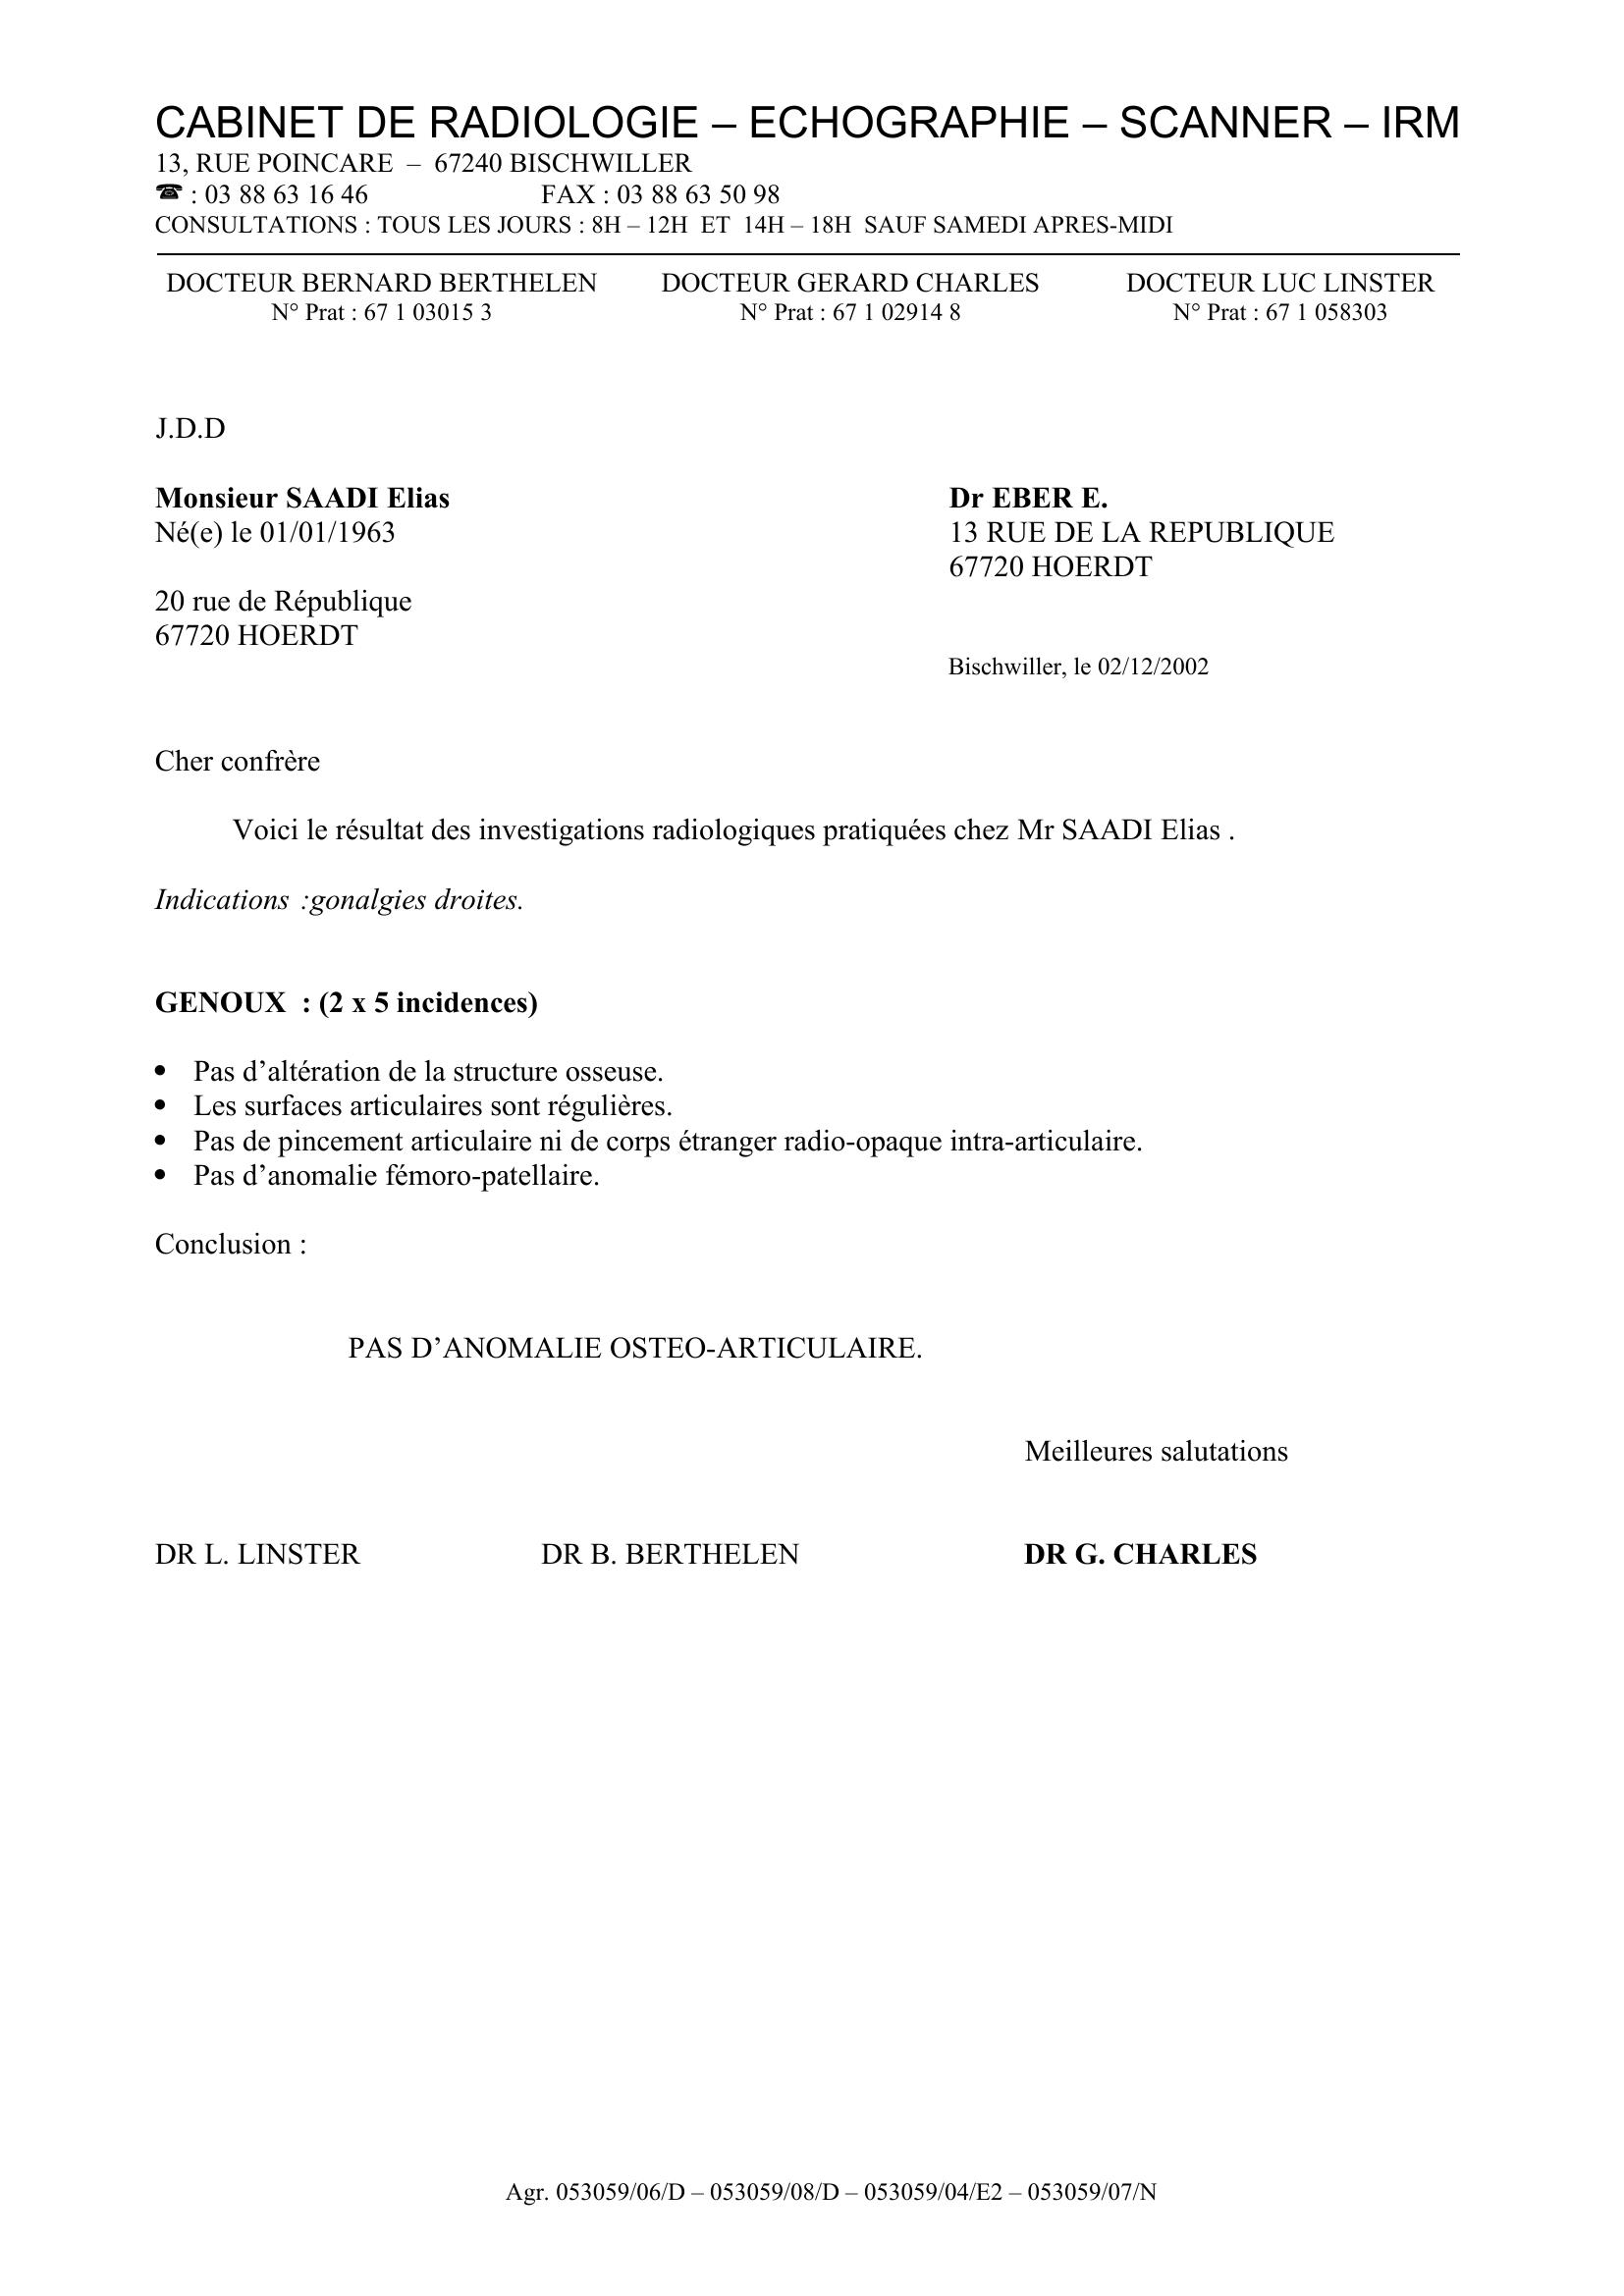 CABINET DE RADIOLOGIE – ECHOGRAPHIE – SCANNER – IRM
13, RUE POINCARE – 67240 BISCHWILLER
☎ : 03 88 63 16 46 FAX : 03 88 63 50 98
CONSULTATIONS : TOUS LES JOURS : 8H – 12H ET 14H – 18H SAUF SAMEDI APRES-MIDI
DOCTEUR BERNARD BERTHELEN DOCTEUR GERARD CHARLES DOCTEUR LUC LINSTER
N° Prat : 67 1 03015 3 N° Prat : 67 1 02914 8 N° Prat : 67 1 058303
J.D.D
Monsieur SAADI Elias
Né(e) le 01/01/1963
20 rue de République
67720 HOERDT
Dr EBER E.
13 RUE DE LA REPUBLIQUE
67720 HOERDT
Bischwiller, le 02/12/2002
Cher confrère
Voici le résultat des investigations radiologiques pratiquées chez Mr SAADI Elias .
Indications :gonalgies droites.
GENOUX : (2 x 5 incidences)
• Pas d’altération de la structure osseuse.
• Les surfaces articulaires sont régulières.
• Pas de pincement articulaire ni de corps étranger radio-opaque intra-articulaire.
• Pas d’anomalie fémoro-patellaire.
Conclusion :
PAS D’ANOMALIE OSTEO-ARTICULAIRE.
Meilleures salutations
DR L. LINSTER DR B. BERTHELEN DR G. CHARLES
Agr. 053059/06/D – 053059/08/D – 053059/04/E2 – 053059/07/N